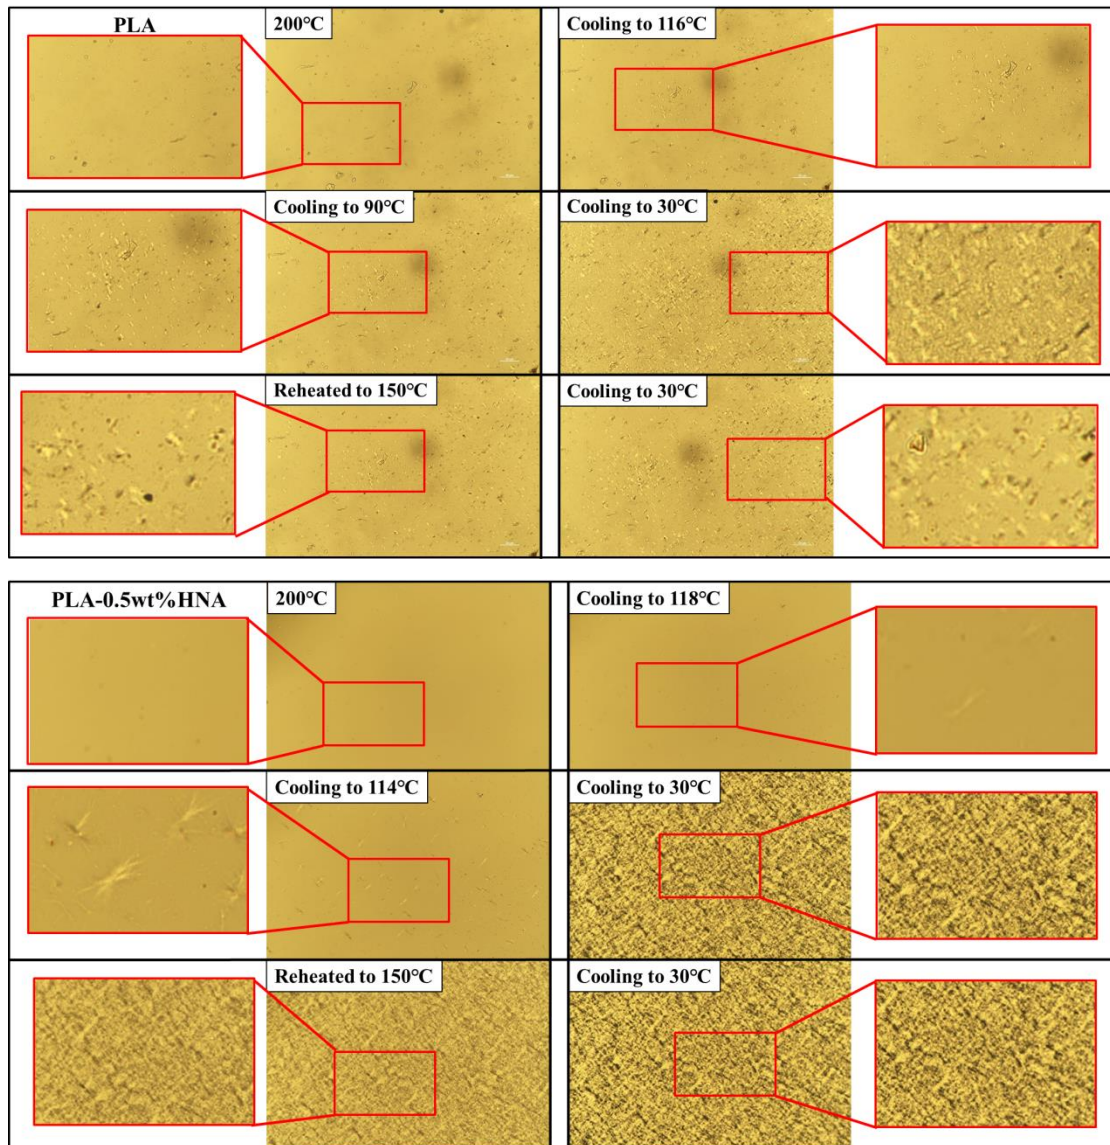 PLA
200°C
Cooling to 116°C
Cooling to 90°C
Cooling to 30°C
Reheated to 150°C
Cooling to 30°C
PLA-0.5wt%HNA
200°C
Cooling to 118°C
Cooling to 114°C
Cooling to 30°C
Reheated to 150°C
Cooling to 30°C